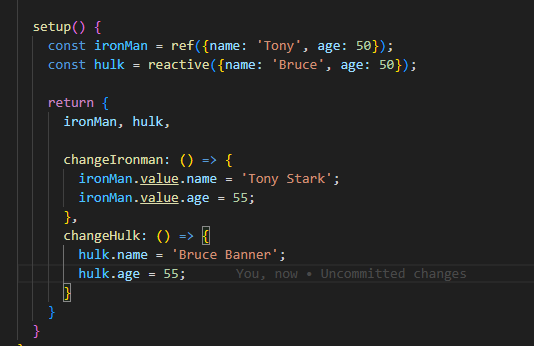 setup() {
const ironMan = ref({name: 'Tony', age: 50});
const hulk = reactive({name: 'Bruce', age: 50});
return {
ironMan, hulk,
changeIronman: () => {
ironMan.value.name = 'Tony Stark';
ironMan.value.age = 55;
},
changeHulk: () => {
hulk.name = 'Bruce Banner';
hulk.age = 55; You, now • Uncommitted changes
}
}
}